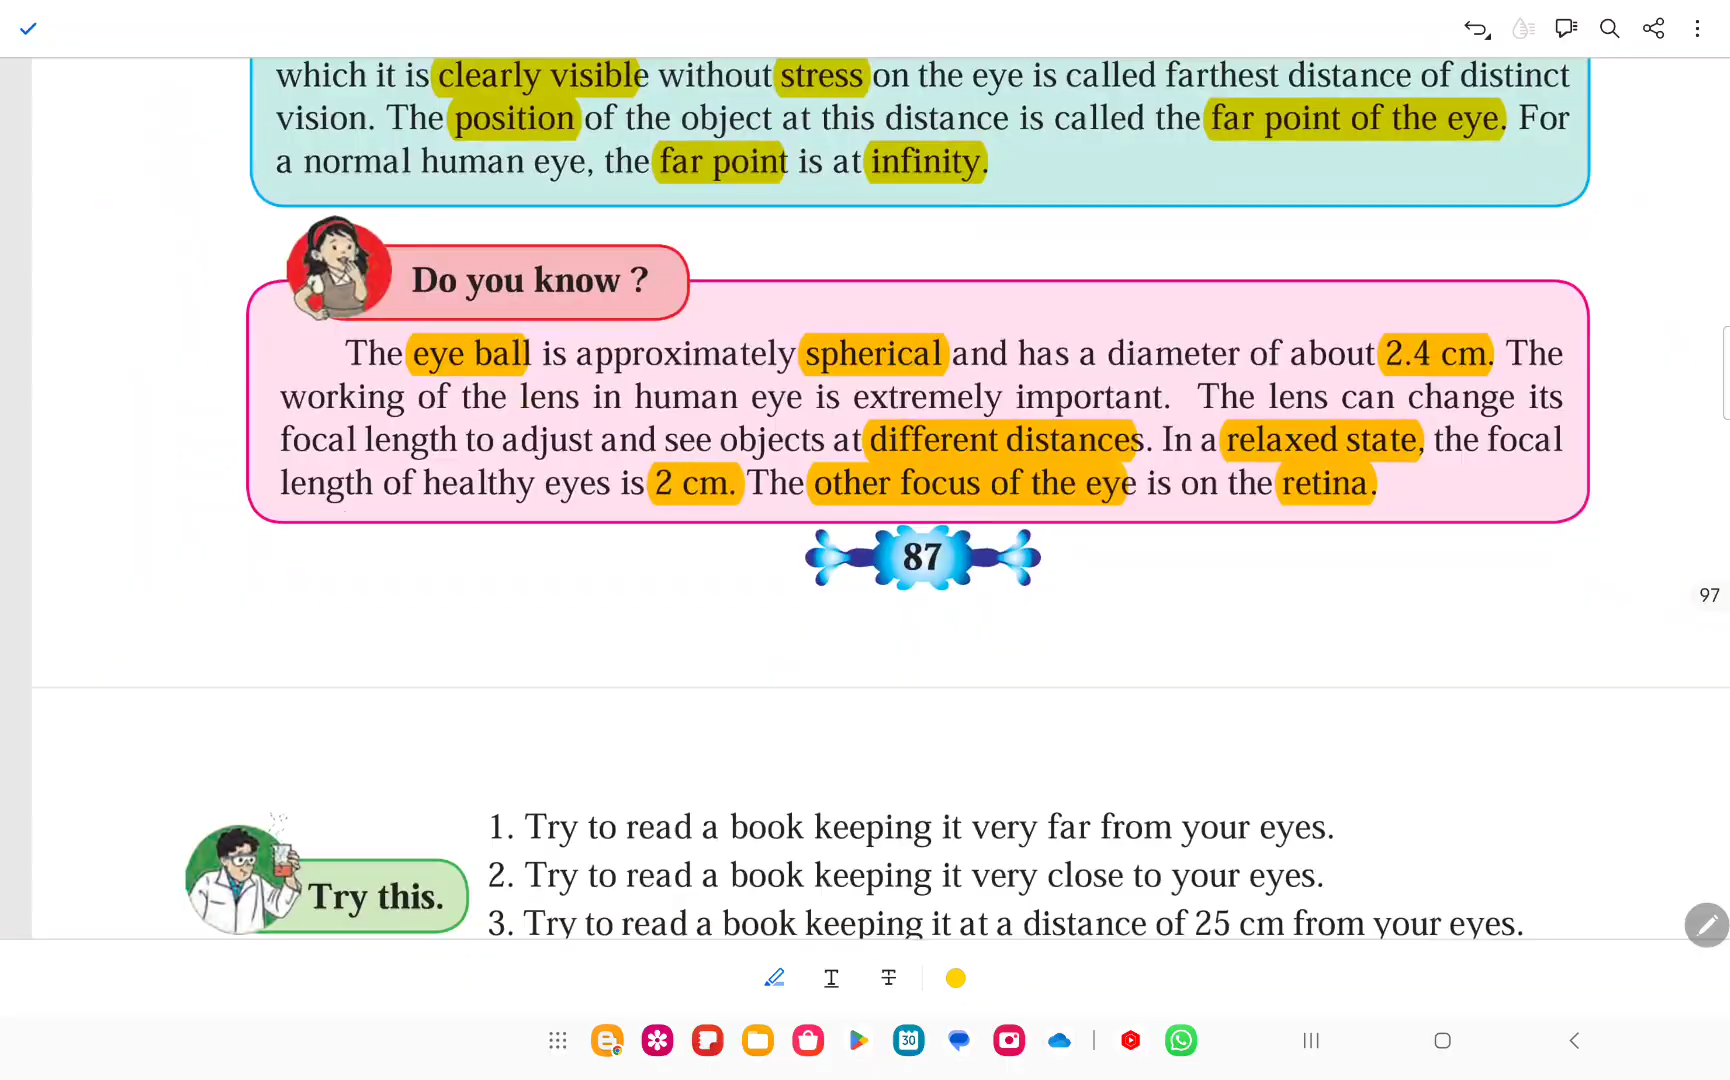 which it is clearly visible without stress on the eye is called farthest distance of distinct
vision. The position of the object at this distance is called the far point of the eye. For
a normal human eye, the far point is at infinity.
Do you know ?
The eye ball is approximately spherical and has a diameter of about 2.4 cm. The
working of the lens in human eye is extremely important. The lens can change its
focal length to adjust and see objects at different distances. In a relaxed state, the focal
length of healthy eyes is 2 cm. The other focus of the eye is on the retina.
87
97
1. Try to read a book keeping it very far from your eyes.
2. Try to read a book keeping it very close to your eyes.
Try this.
3. Try to read a book keeping it at a distance of 25 cm from your eyes.
30